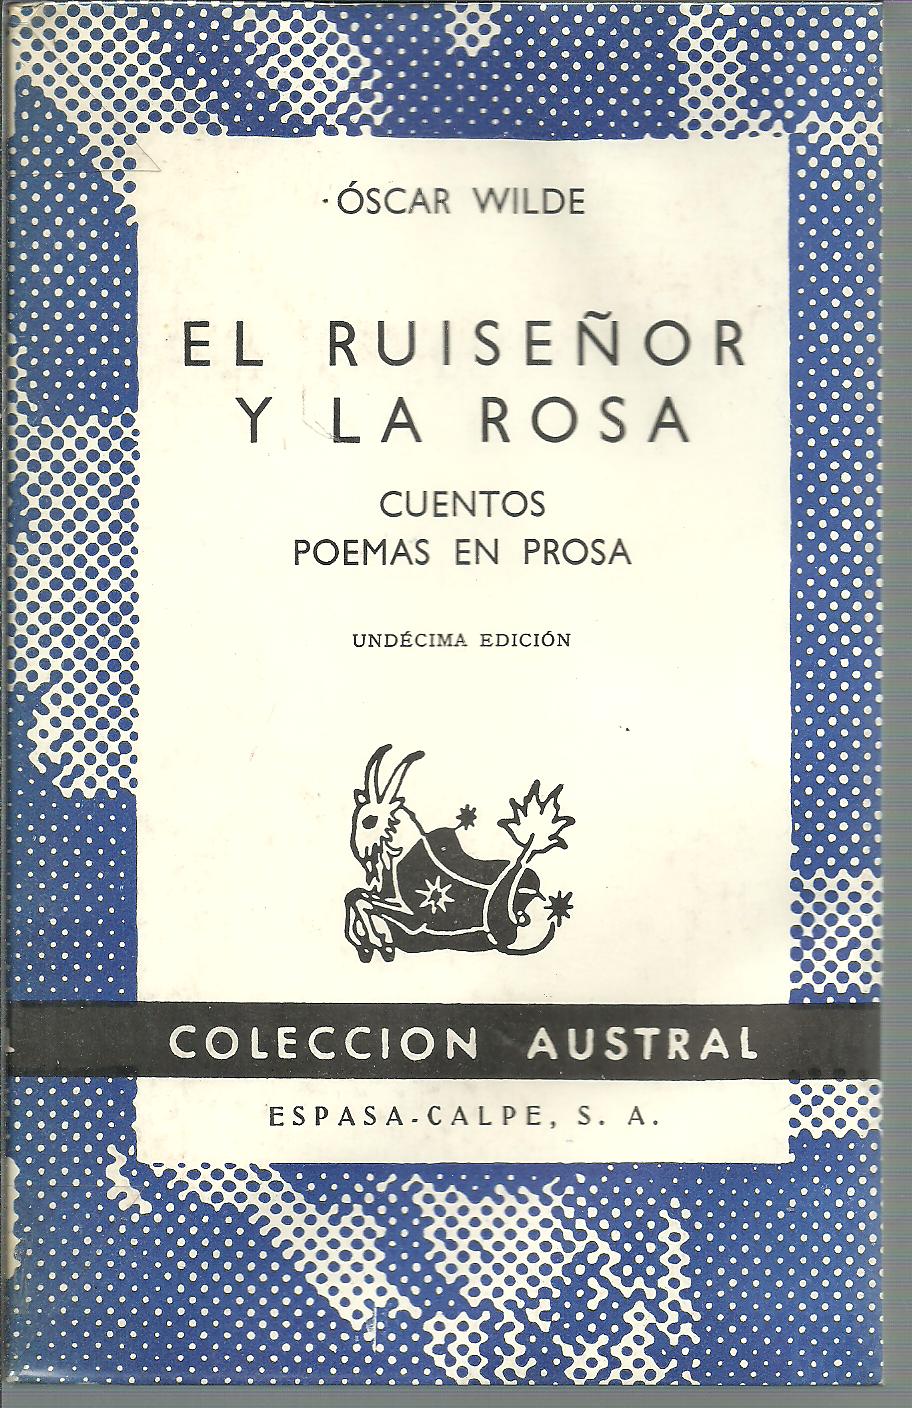 ÓSCAR WILDE
EL RUISEÑOR
Y LA ROSA
CUENTOS
POEMAS EN PROSA
UNDÉCIMA EDICIÓN
COLECCION AUSTRAL
ESPASA-CALPE, S. A.